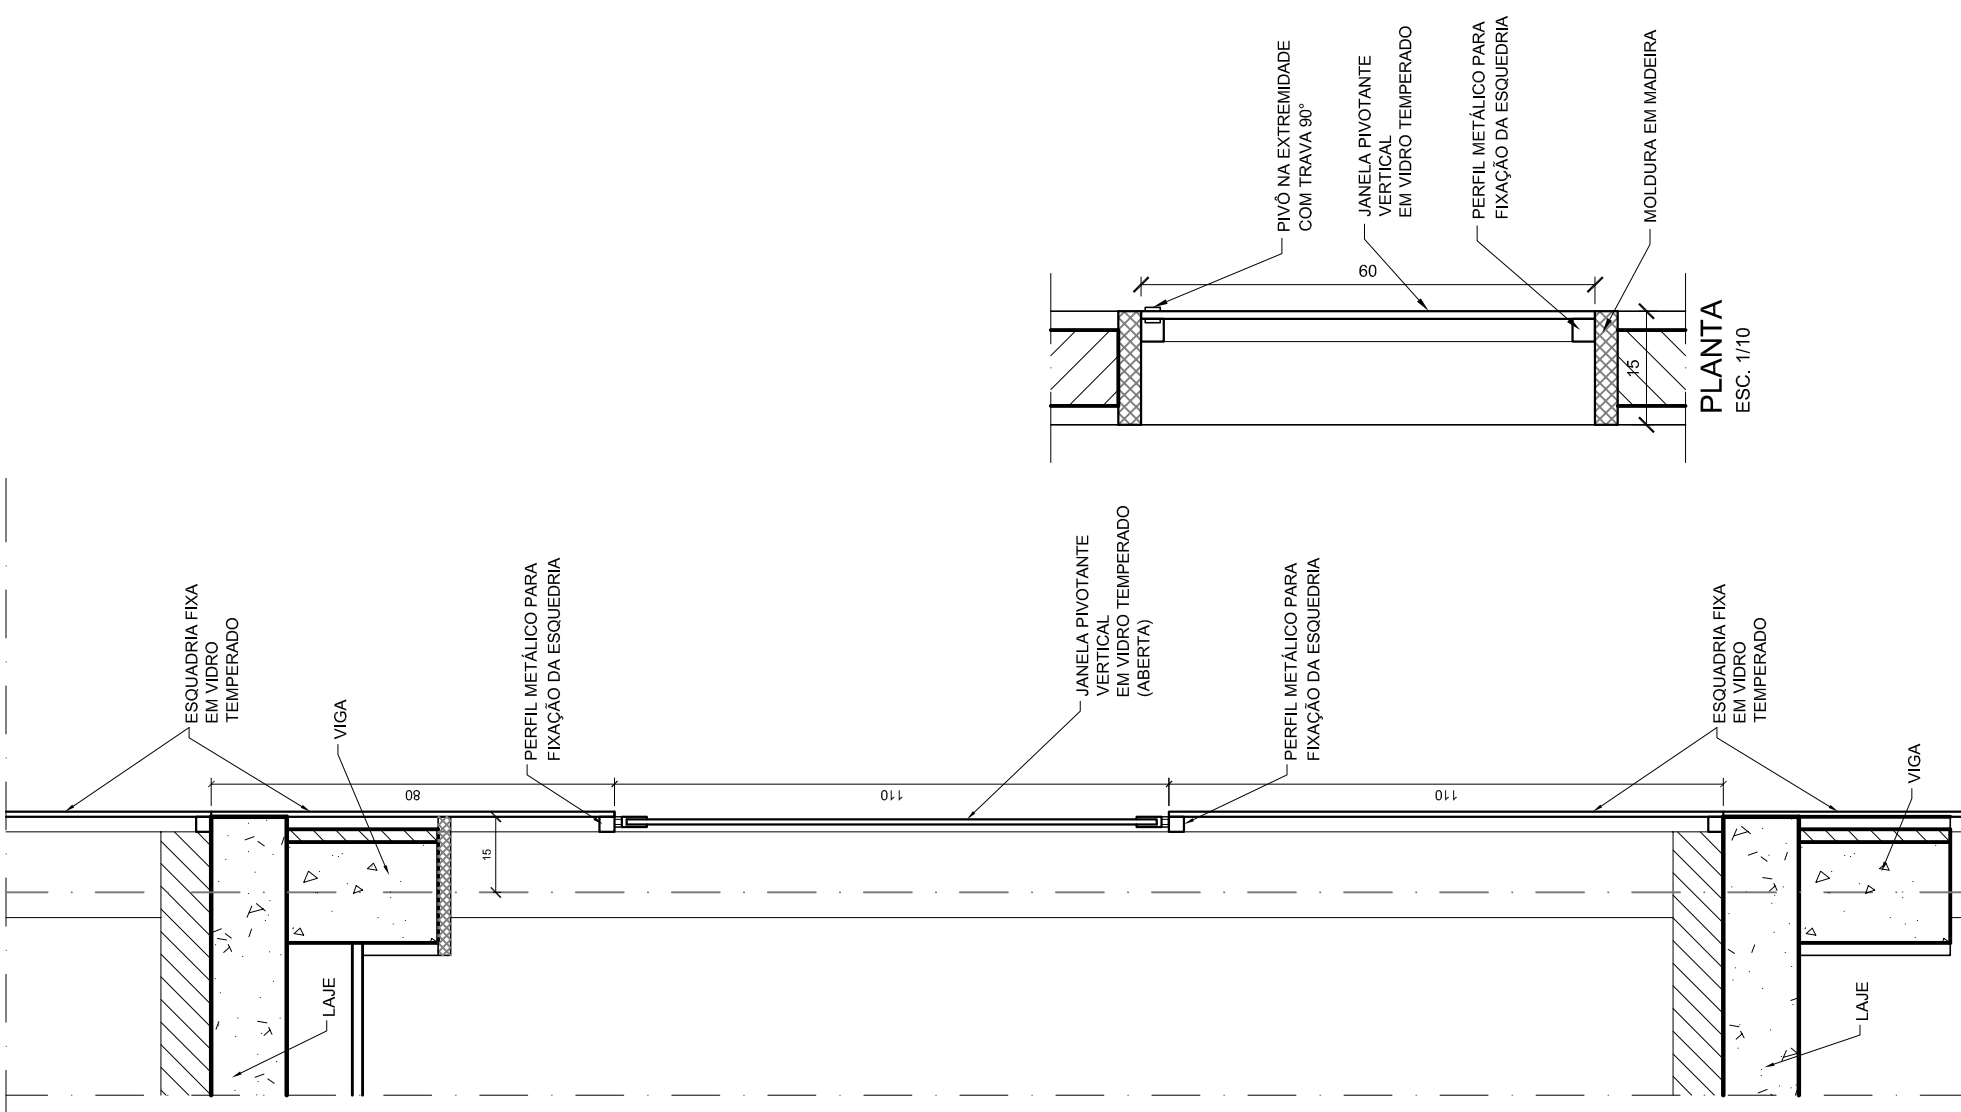 ESQUADRIA FIXA
EM VIDRO
TEMPERADO
VIGA
PERFIL METÁLICO PARA
FIXAÇÃO DA ESQUEDRIA
JANELA PIVOTANTE
VERTICAL
EM VIDRO TEMPERADO
(ABERTA)
PERFIL METÁLICO PARA
FIXAÇÃO DA ESQUEDRIA
ESQUADRIA FIXA
EM VIDRO
TEMPERADO
VIGA
80
110
110
15
LAJE
LAJE
PIVÔ NA EXTREMIDADE
COM TRAVA 90°
JANELA PIVOTANTE
VERTICAL
EM VIDRO TEMPERADO
PERFIL METÁLICO PARA
FIXAÇÃO DA ESQUEDRIA
MOLDURA EM MADEIRA
60
15
PLANTA
ESC. 1/10